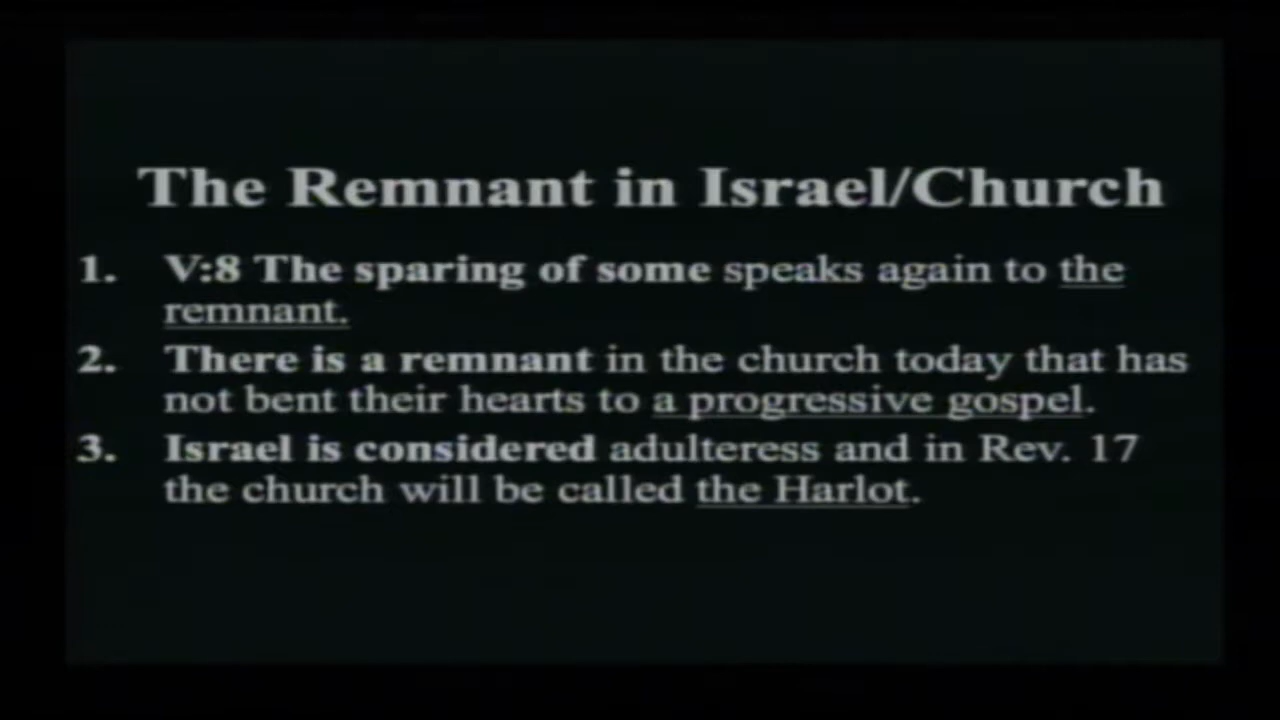 The Remnant in Israel/Church
1. V:8 The sparing of some speaks again to the
remnant.
2. There is a remnant in the church today that has
not bent their hearts to a progressive gospel.
3. Israel is considered adulteress and in Rev. 17
the church will be called the Harlot.